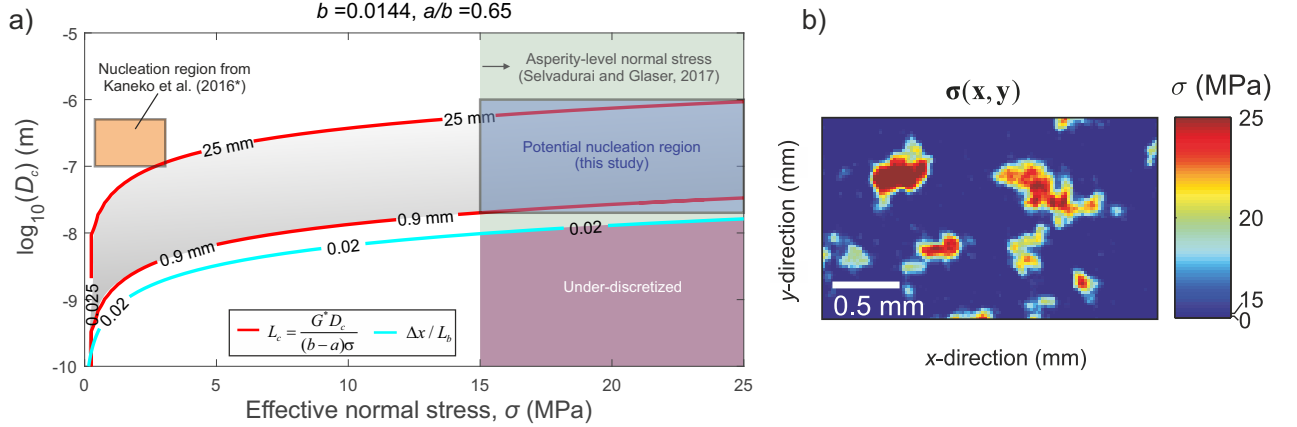 a)
b =0.0144, a/b =0.65
-5
-6
-7
-8
-9
-10
log10(Dc) (m)
0
5
10
15
20
25
Effective normal stress, σ (MPa)
Nucleation region from
Kaneko et al. (2016*)
Asperity-level normal stress
(Selvadurai and Glaser, 2017)
Potential nucleation region
(this study)
Under-discretized
25 mm
25 mm
0.9 mm
0.9 mm
0.02
0.02
0.02
0.025
Lc = G*Dc / (b−a)σ
Δx / Lb
b)
σ(x, y)
σ (MPa)
25
20
15
0
y-direction (mm)
0.5 mm
x-direction (mm)